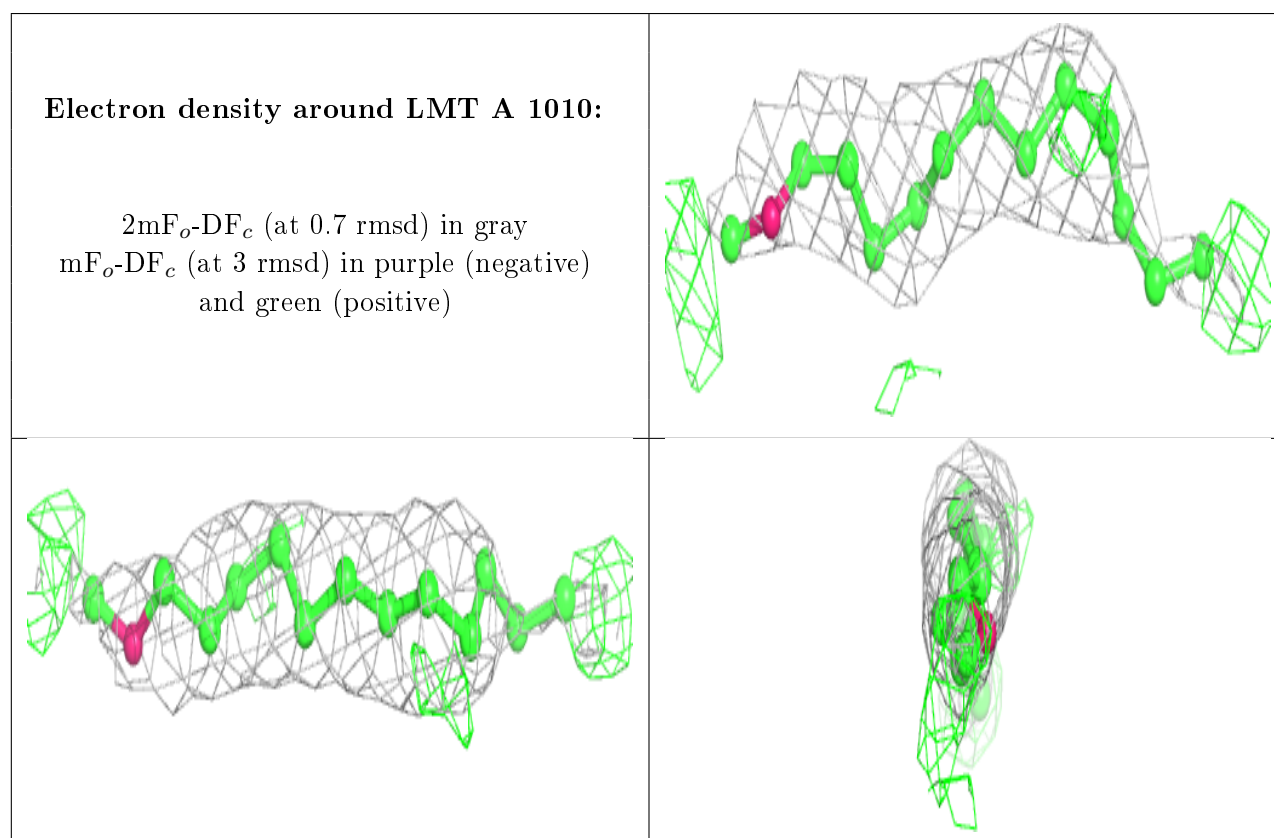 Electron density around LMT A 1010:
2mFo-DFc (at 0.7 rmsd) in gray
mFo-DFc (at 3 rmsd) in purple (negative)
and green (positive)